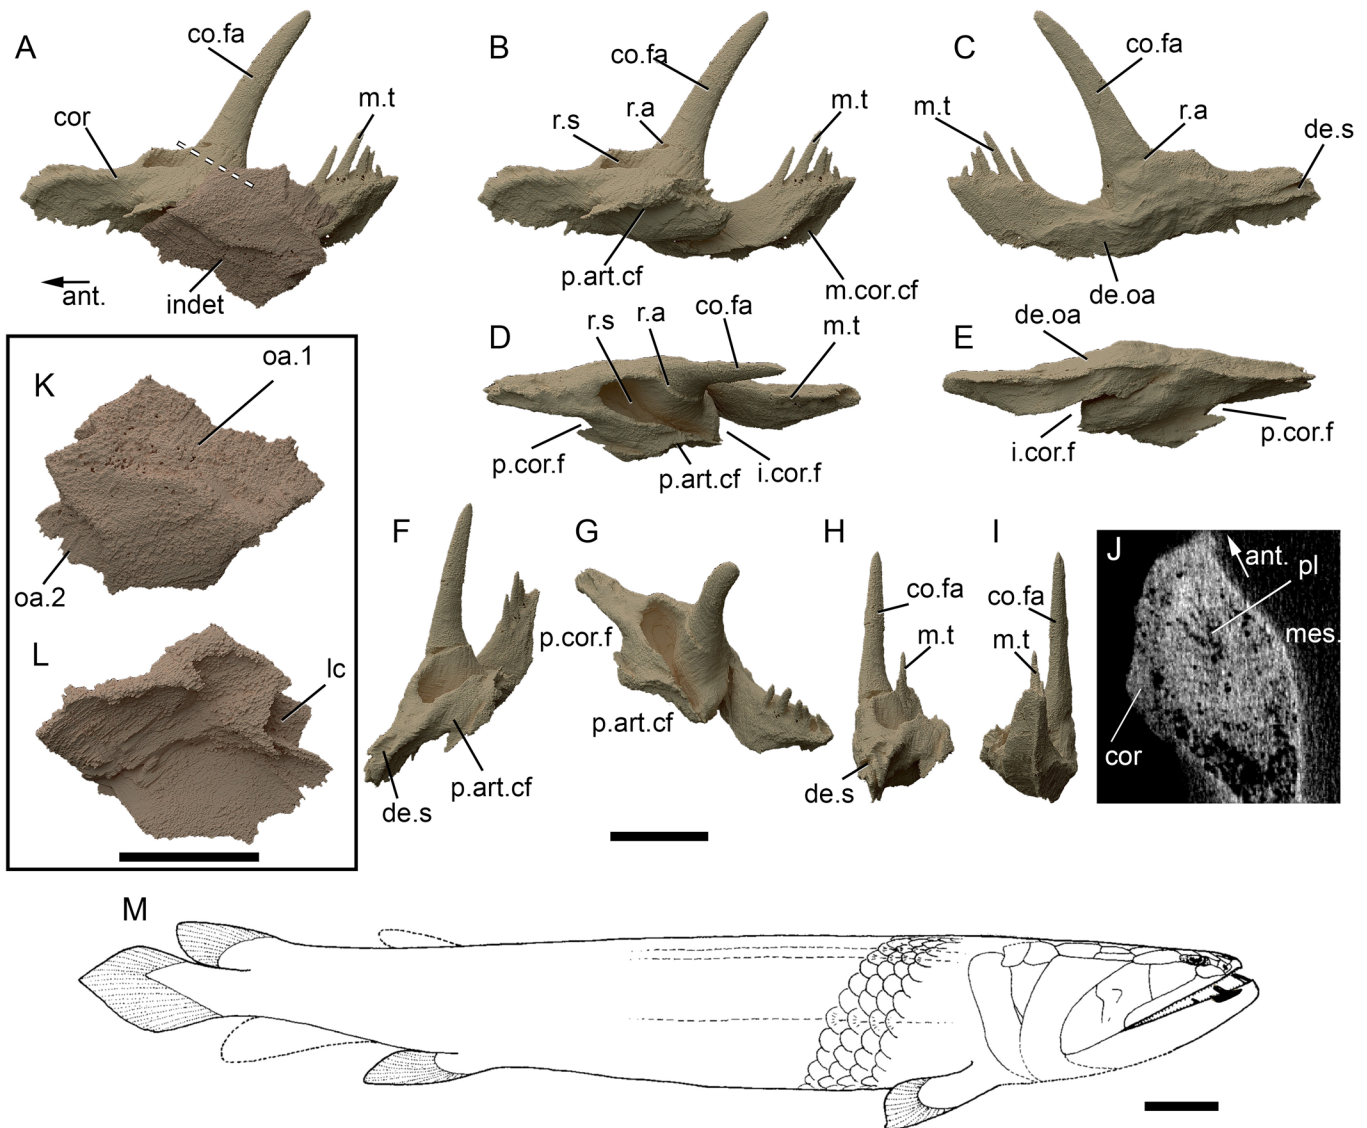 A
co.fa
m.t
cor
ant.
indet
B
co.fa
m.t
r.a
r.s
p.art.cf
m.cor.cf
C
co.fa
m.t
r.a
de.s
de.oa
D
r.s
r.a
co.fa
m.t
p.cor.f
p.art.cf
i.cor.f
E
de.oa
i.cor.f
p.cor.f
K
oa.1
oa.2
L
lc
F
p.cor.f
p.art.cf
de.s
G
p.art.cf
H
co.fa
m.t
de.s
I
co.fa
m.t
J
ant.
pl
mes.
cor
M